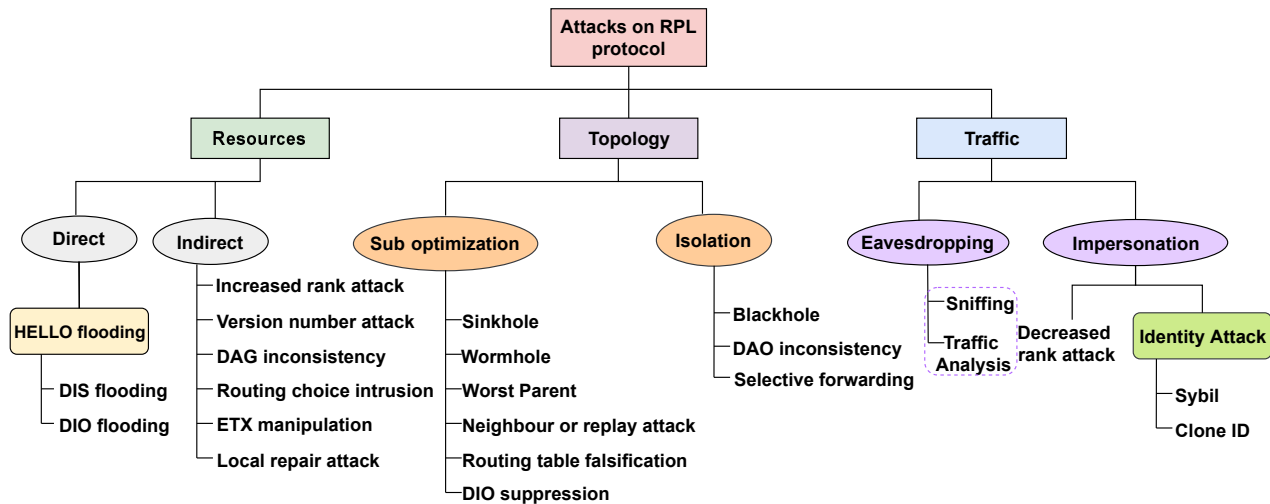 Attacks on RPL
protocol
Resources
Topology
Traffic
Direct
Indirect
Sub optimization
Isolation
Eavesdropping
Impersonation
HELLO flooding
DIS flooding
DIO flooding
Increased rank attack
Version number attack
DAG inconsistency
Routing choice intrusion
ETX manipulation
Local repair attack
Sinkhole
Wormhole
Worst Parent
Neighbour or replay attack
Routing table falsification
DIO suppression
Blackhole
DAO inconsistency
Selective forwarding
Sniffing
Traffic
Analysis
Decreased
rank attack
Identity Attack
Sybil
Clone ID